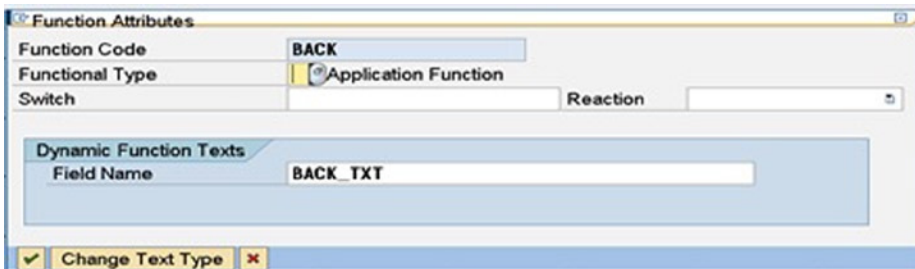 Function Attributes
Function Code BACK
Functional Type Application Function
Switch Reaction
Dynamic Function Texts
Field Name BACK_TXT
Change Text Type